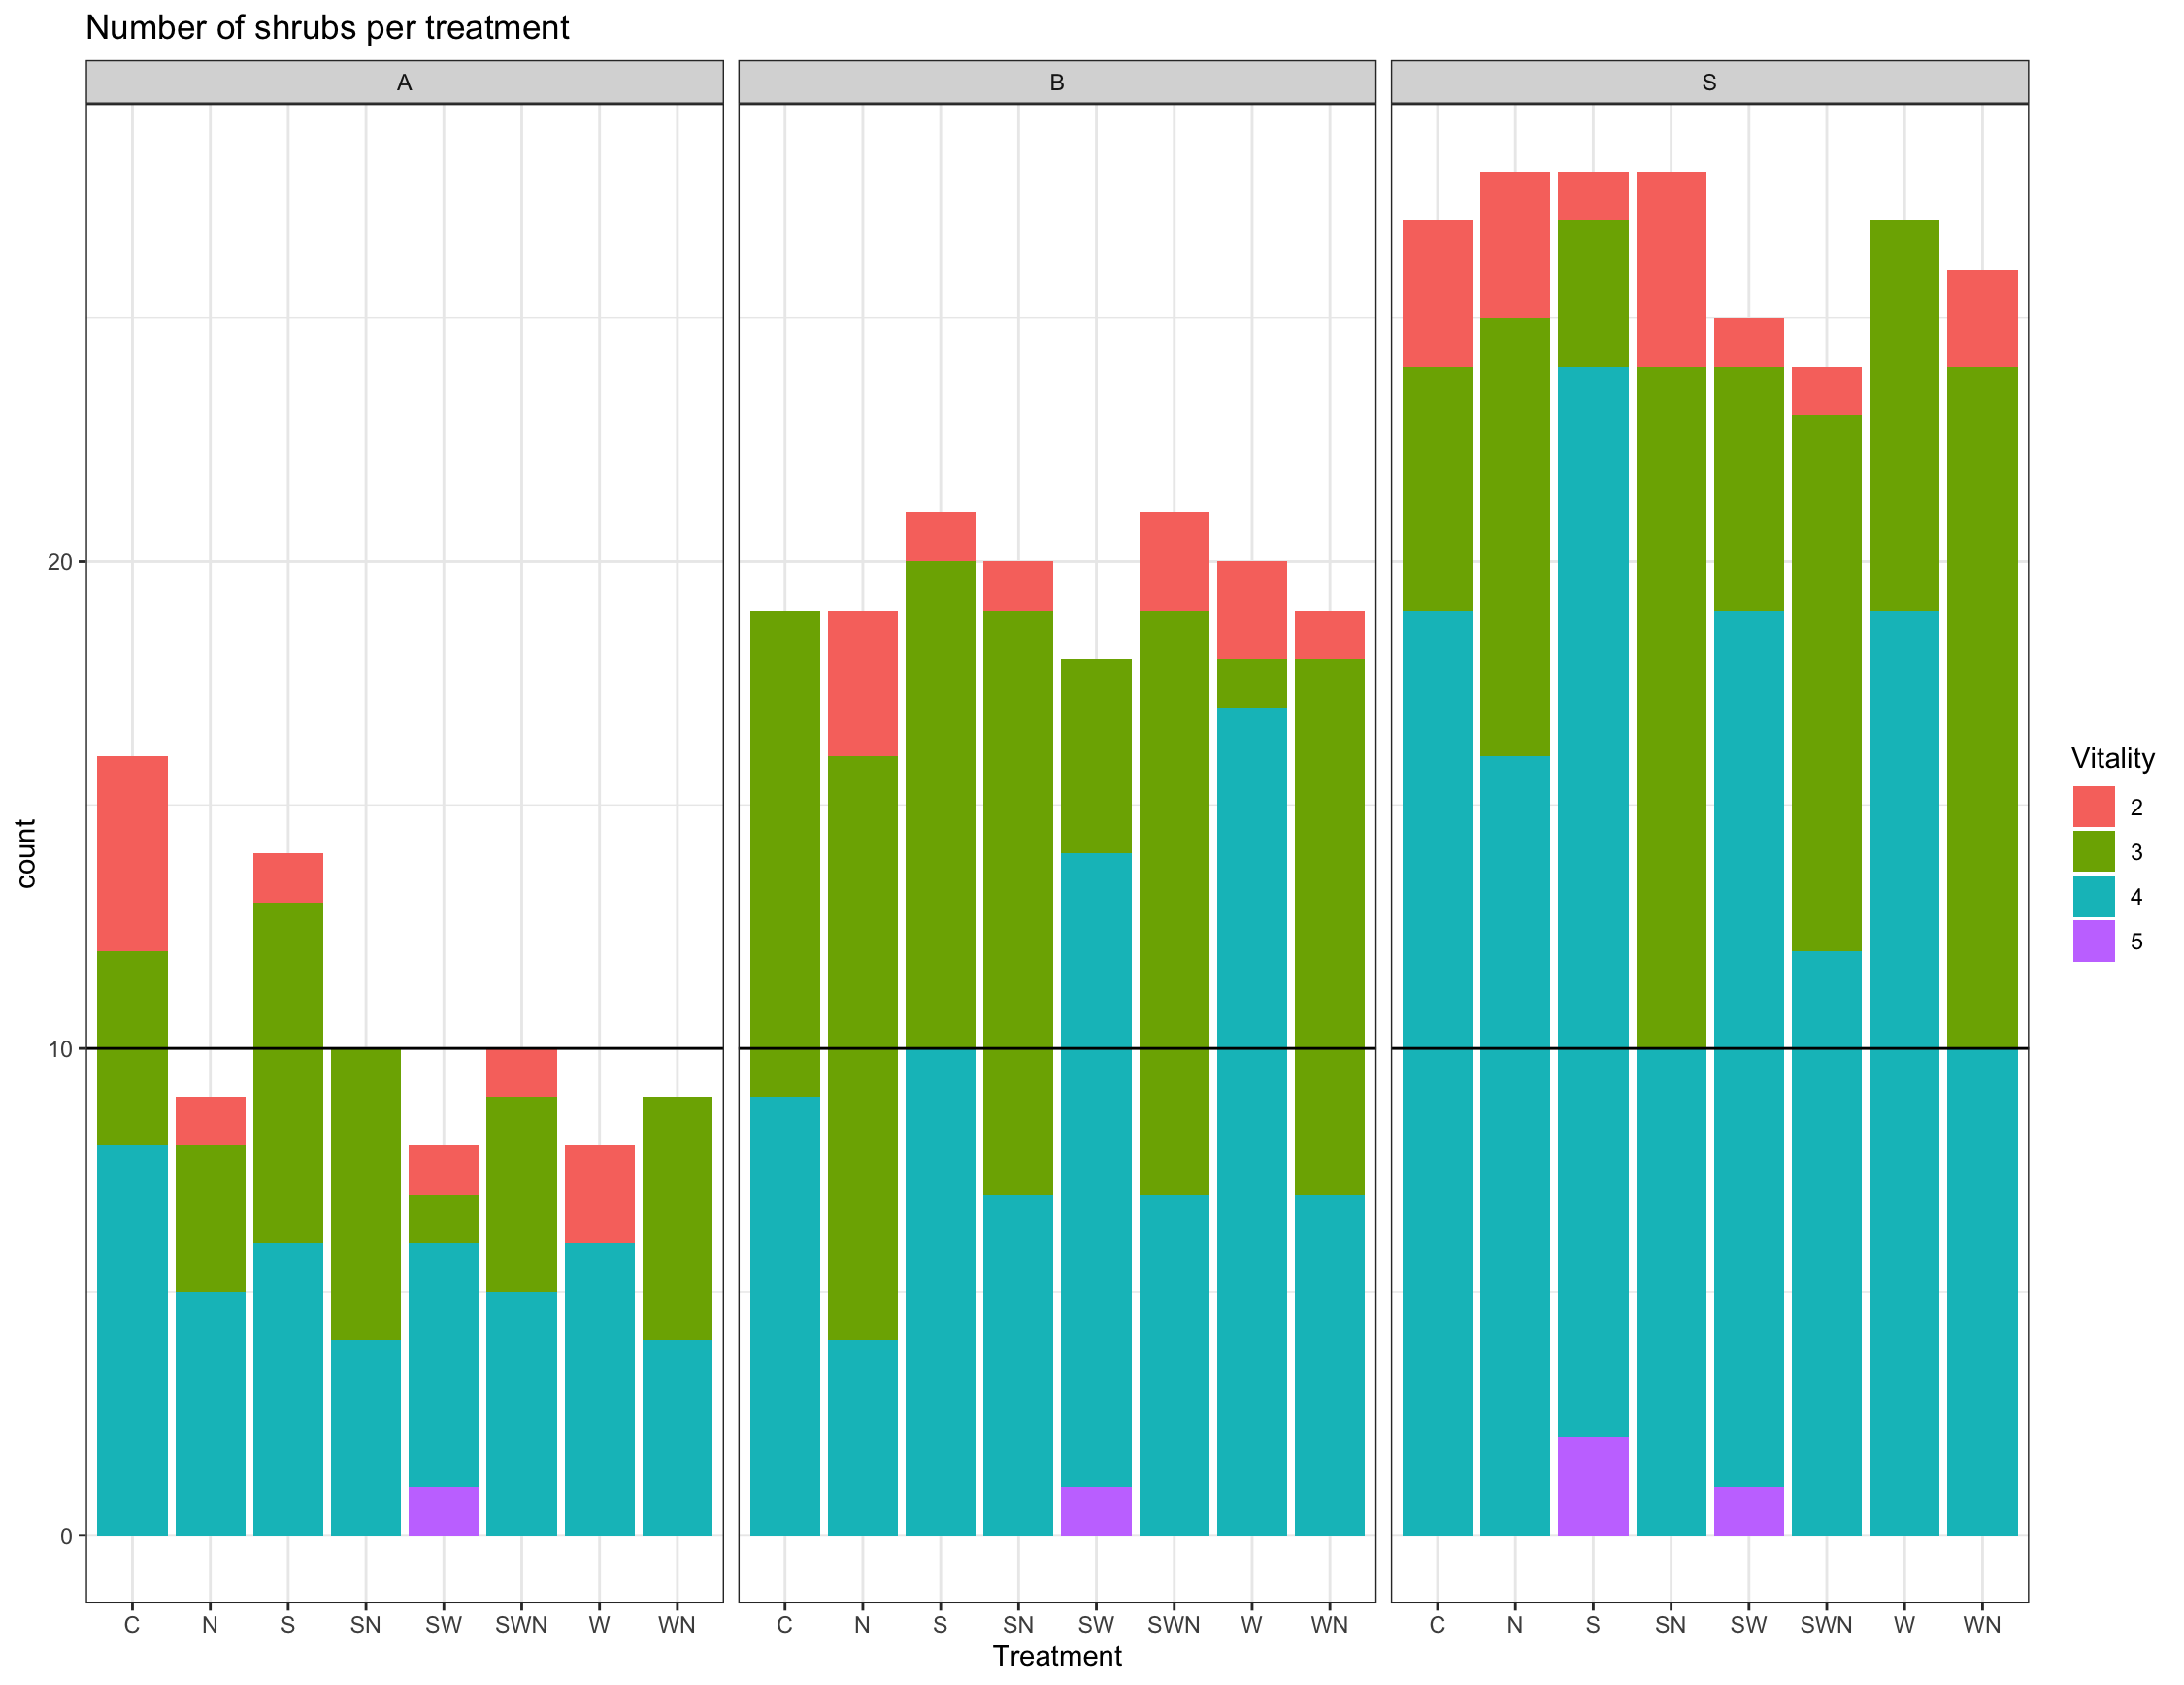 Number of shrubs per treatment
A B S
20
10
0
count
C N S SN SW SWN W WN C N S SN SW SWN W WN C N S SN SW SWN W WN
Treatment
Vitality
2
3
4
5